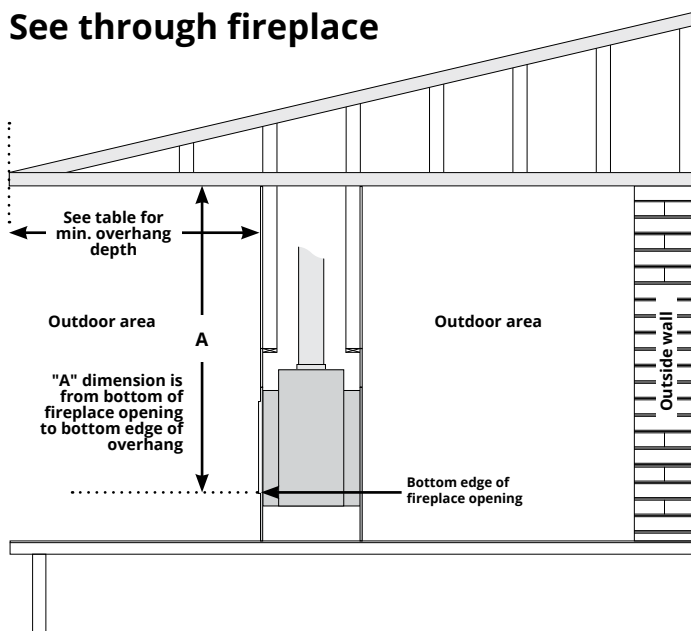 See through fireplace
See table for
min. overhang
depth
Outdoor area
A
Outdoor area
Outside wall
"A" dimension is
from bottom of
fireplace opening
to bottom edge of
overhang
Bottom edge of
fireplace opening